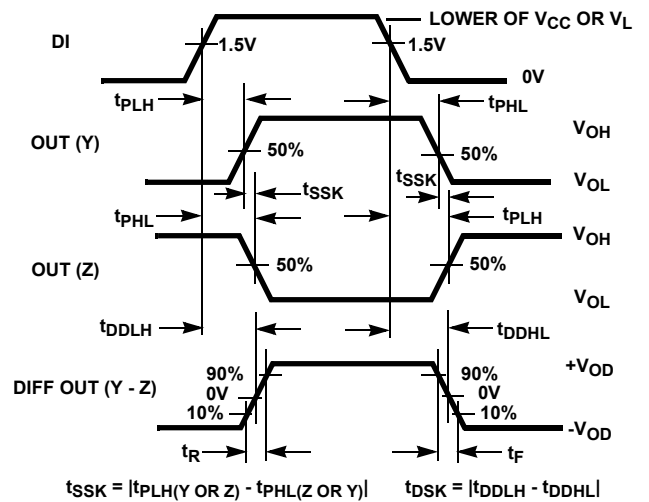 LOWER OF VCC OR VL
DI
1.5V
1.5V
0V
tPLH
tPHL
OUT (Y)
VOH
50%
50%
tSSK
tSSK
VOL
tPHL
tPLH
VOH
OUT (Z)
50%
50%
VOL
tDDLH
tDDHL
DIFF OUT (Y - Z)
90%
90%
+VOD
0V
0V
10%
10%
-VOD
tR
tF
tSSK = |tPLH(Y OR Z) - tPHL(Z OR Y)|
tDSK = |tDDLH - tDDHL|